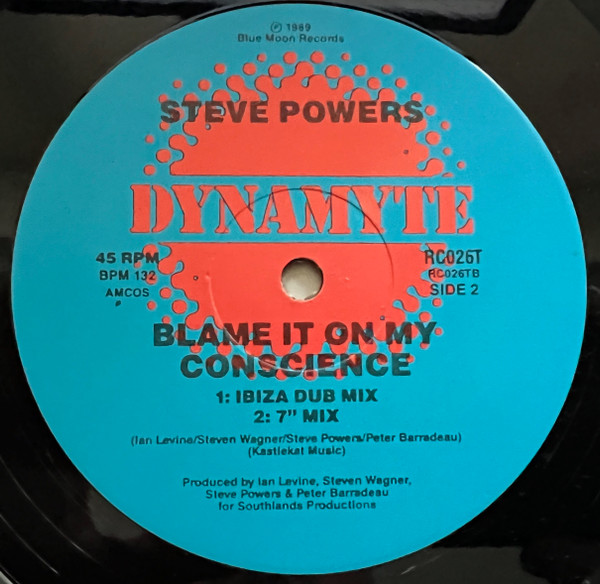 ℗ 1989
Blue Moon Records
STEVE POWERS
DYNAMYTE
45 RPM
BPM 132
AMCOS
RC026T
RC026TB
SIDE 2
BLAME IT ON MY
CONSCIENCE
1: IBIZA DUB MIX
2: 7" MIX
(Ian Levine/Steven Wagner/Steve Powers/Peter Barradeau)
(Kastlekat Music)
Produced by Ian Levine, Steven Wagner,
Steve Powers & Peter Barradeau
for Southlands Productions